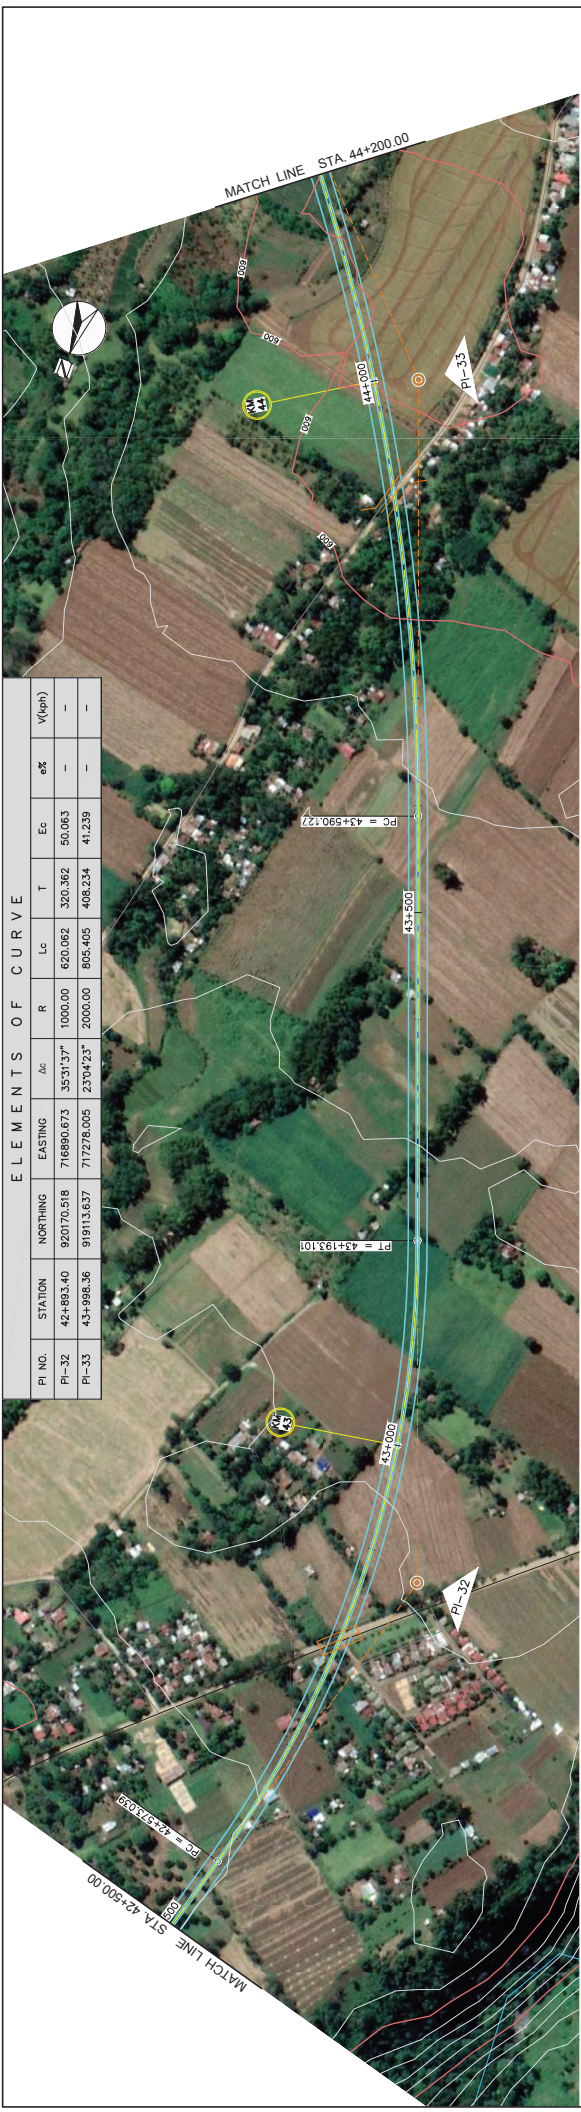 ELEMENTS OF CURVE
PI NO. STATION NORTHING EASTING Δc R Lc T Ec e% V(kph)
PI-32 42+893.40 920170.518 716890.673 35°31'37" 1000.00 620.062 320.362 50.063 - -
PI-33 43+998.36 919113.637 717278.005 23°04'23" 2000.00 805.405 408.234 41.239 - -
MATCH LINE STA. 44+200.00
N
600
600
600
600
KM 44
44+000
PI-33
PC = 43+590.127
43+500
PT = 43+193.101
KM 43
43+000
PI-32
PC = 42+573.039
500
MATCH LINE STA. 42+500.00